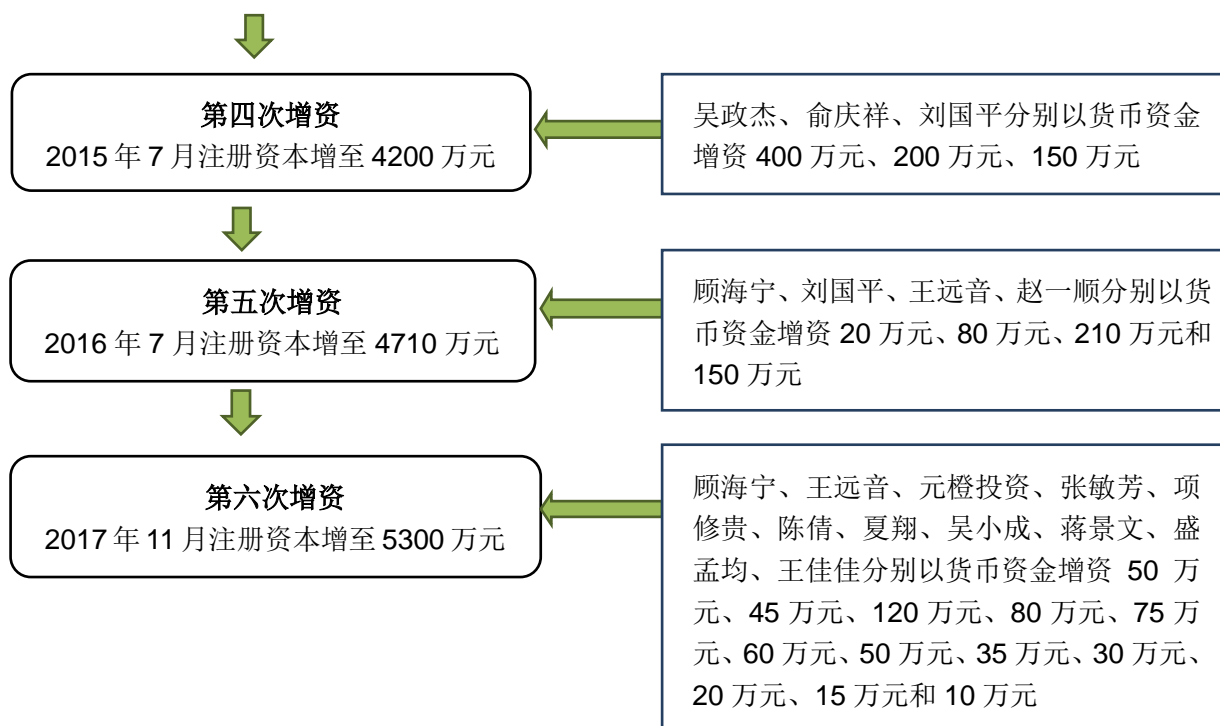 第四次增资
2015 年 7 月注册资本增至 4200 万元
吴政杰、俞庆祥、刘国平分别以货币资金
增资 400 万元、200 万元、150 万元
第五次增资
2016 年 7 月注册资本增至 4710 万元
顾海宁、刘国平、王远音、赵一顺分别以货
币资金增资 20 万元、80 万元、210 万元和
150 万元
第六次增资
2017 年 11 月注册资本增至 5300 万元
顾海宁、王远音、元橙投资、张敏芳、项
修贵、陈倩、夏翔、吴小成、蒋景文、盛
孟均、王佳佳分别以货币资金增资 50 万
元、45 万元、120 万元、80 万元、75 万
元、60 万元、50 万元、35 万元、30 万元、
20 万元、15 万元和 10 万元